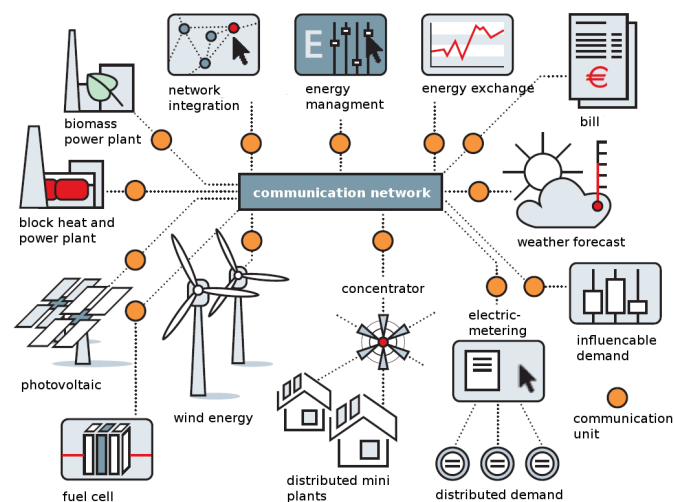 network
integration
E
energy
managment
energy exchange
€
bill
biomass
power plant
communication network
block heat and
power plant
weather forecast
concentrator
electric-
metering
influencable
demand
photovoltaic
wind energy
communication
unit
fuel cell
distributed mini
plants
distributed demand